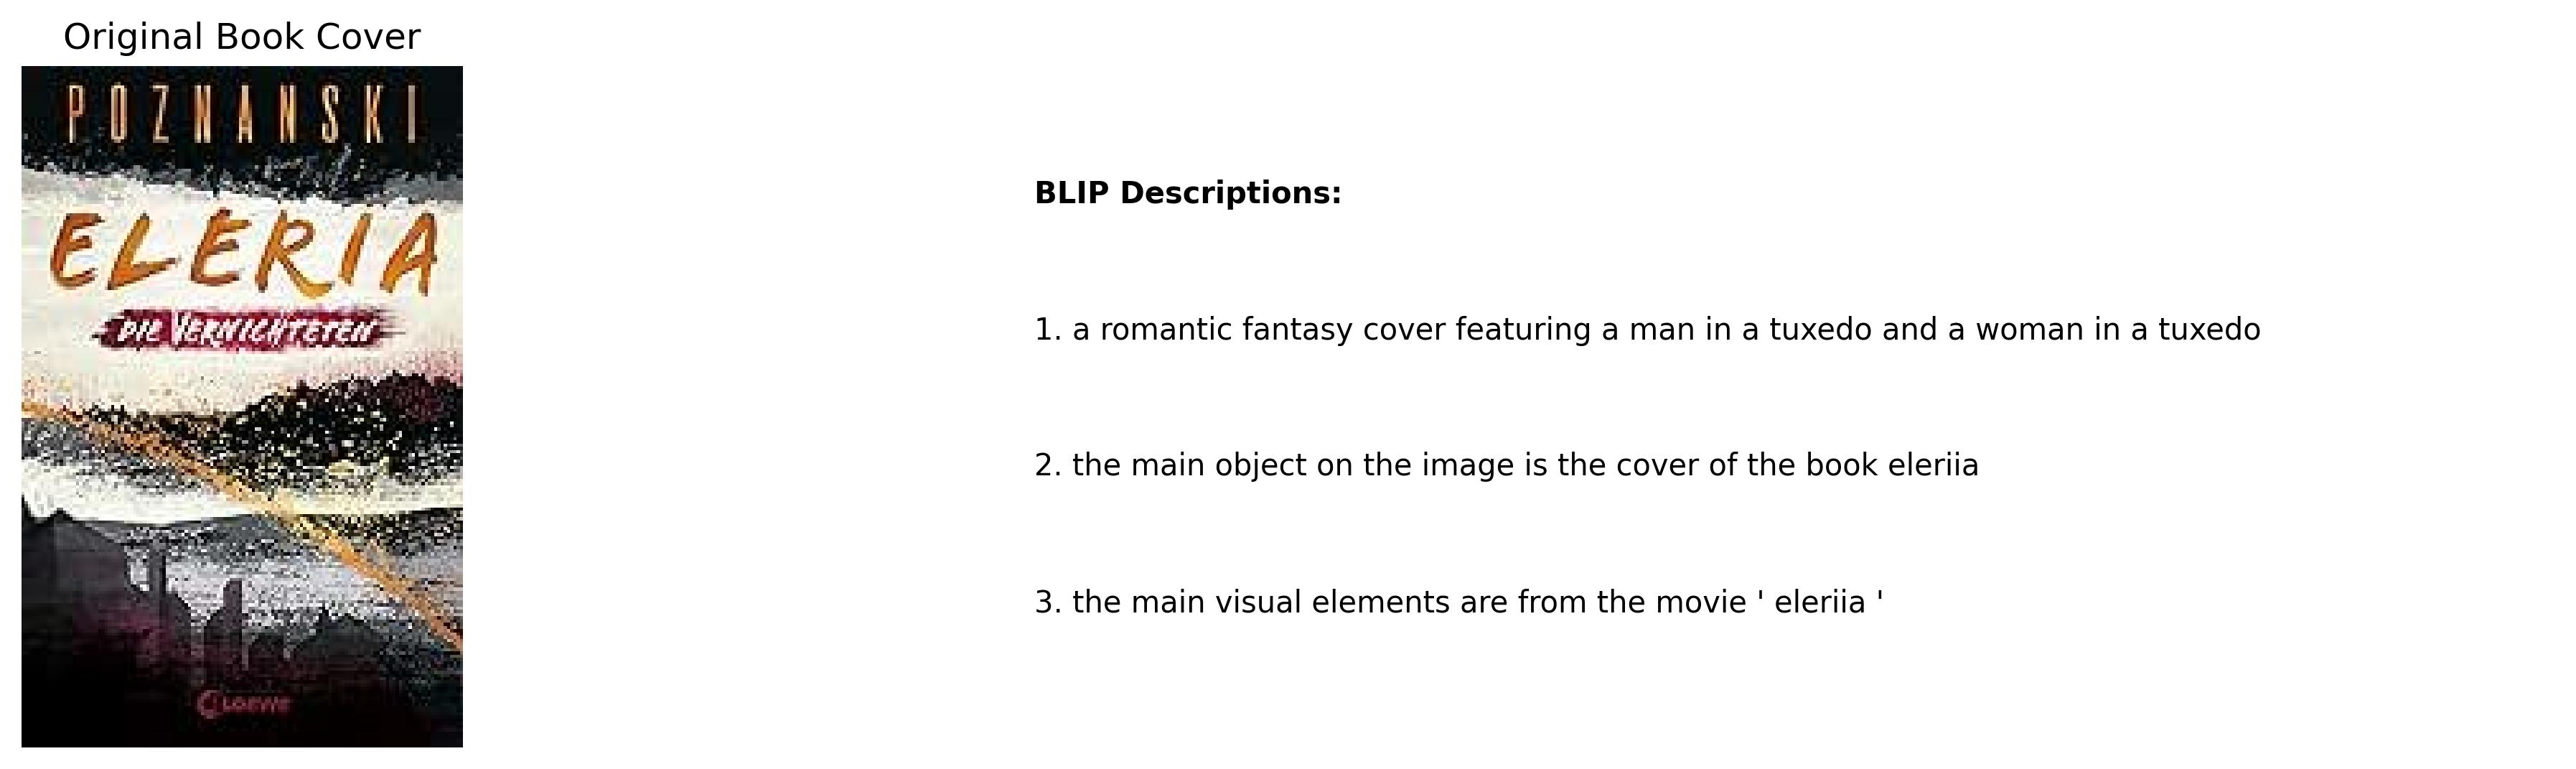 Original Book Cover
POZNANSKI
ELERIA
DIE VERNICHTETEN
LOEWE
BLIP Descriptions:
1. a romantic fantasy cover featuring a man in a tuxedo and a woman in a tuxedo
2. the main object on the image is the cover of the book eleriia
3. the main visual elements are from the movie ' eleriia '